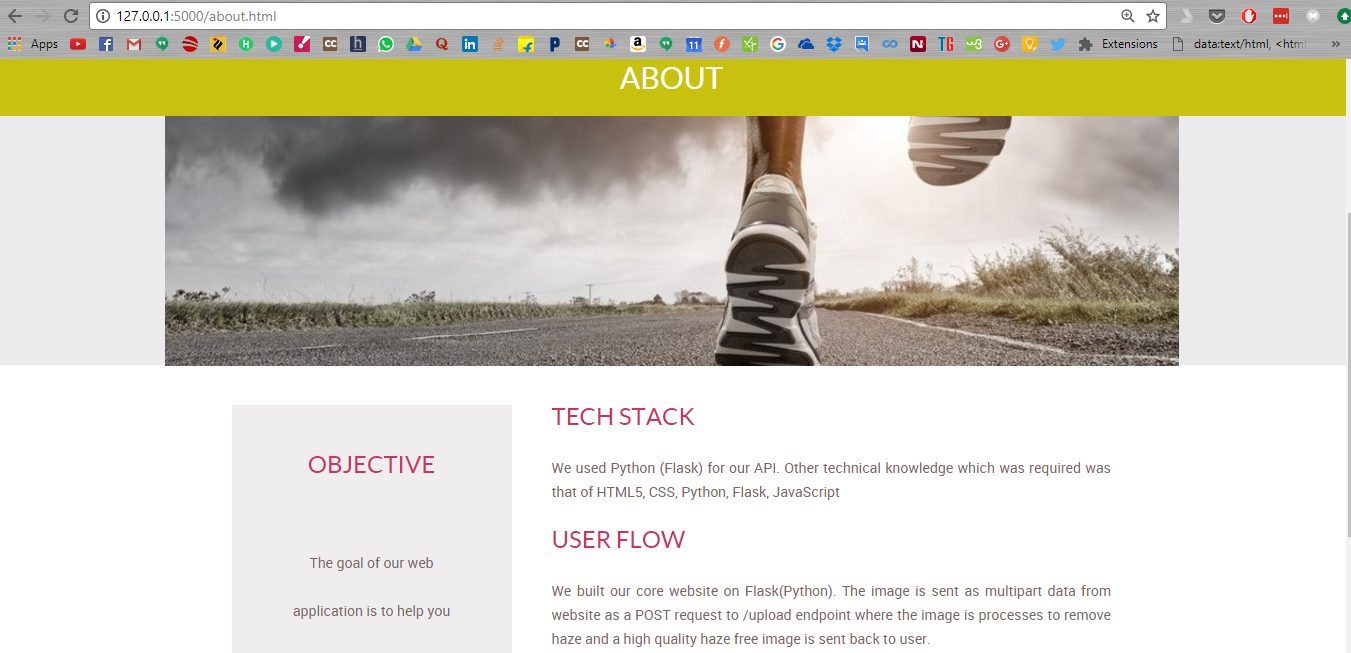 127.0.0.1:5000/about.html
Apps
Extensions
data:text/html, <html
»
ABOUT
OBJECTIVE
The goal of our web
application is to help you
TECH STACK
We used Python (Flask) for our API. Other technical knowledge which was required was
that of HTML5, CSS, Python, Flask, JavaScript
USER FLOW
We built our core website on Flask(Python). The image is sent as multipart data from
website as a POST request to /upload endpoint where the image is processes to remove
haze and a high quality haze free image is sent back to user.